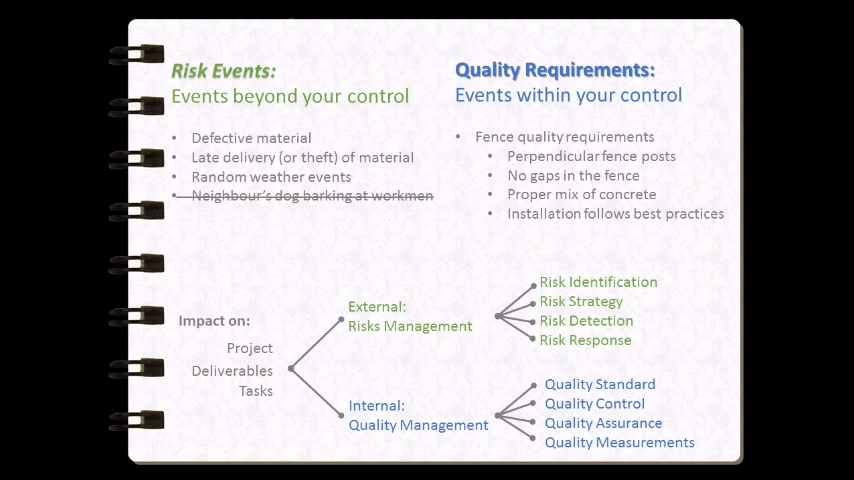 Risk Events:
Events beyond your control
• Defective material
• Late delivery (or theft) of material
• Random weather events
• Neighbour's dog barking at workmen
Quality Requirements:
Events within your control
• Fence quality requirements
• Perpendicular fence posts
• No gaps in the fence
• Proper mix of concrete
• Installation follows best practices
Impact on:
Project
Deliverables
Tasks
External:
Risks Management
Risk Identification
Risk Strategy
Risk Detection
Risk Response
Internal:
Quality Management
Quality Standard
Quality Control
Quality Assurance
Quality Measurements